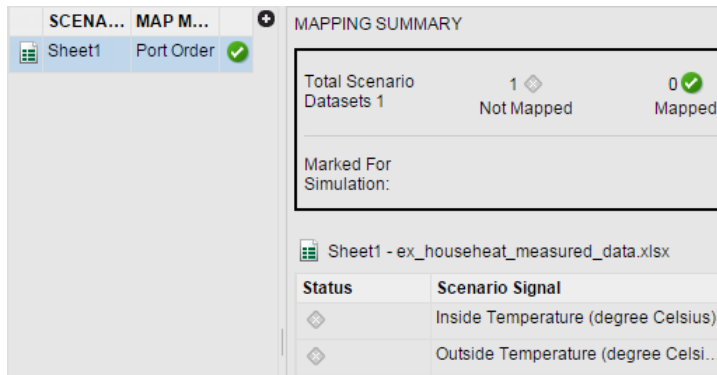 SCENA... MAP M...
Sheet1 Port Order
MAPPING SUMMARY
Total Scenario
Datasets 1
1
Not Mapped
0
Mapped
Marked For
Simulation:
Sheet1 - ex_househeat_measured_data.xlsx
Status Scenario Signal
Inside Temperature (degree Celsius)
Outside Temperature (degree Celsi...